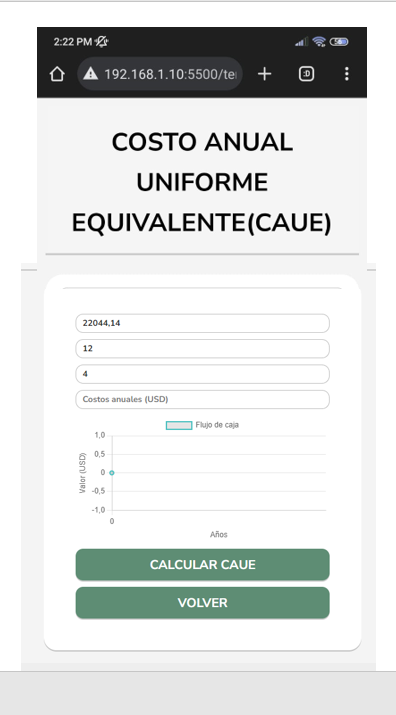 2:22 PM
192.168.1.10:5500/te
:D
COSTO ANUAL
UNIFORME
EQUIVALENTE(CAUE)
22044,14
12
4
Costos anuales (USD)
Flujo de caja
Valor (USD)
1,0
0,5
0
-0,5
-1,0
0
Años
CALCULAR CAUE
VOLVER